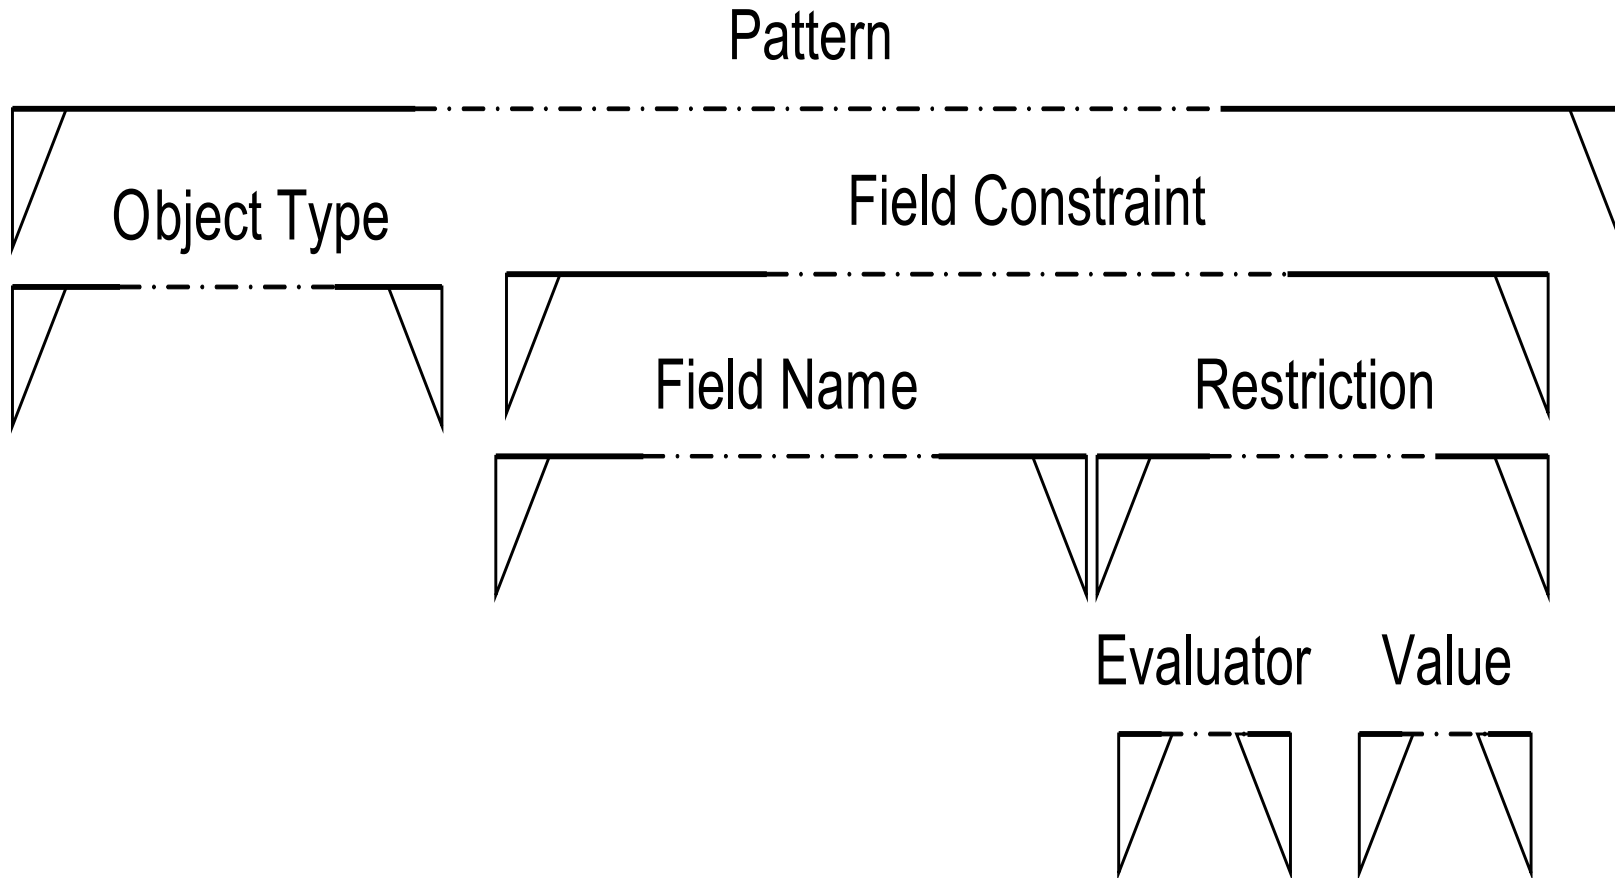 Pattern
Object Type
Field Constraint
Field Name
Restriction
Evaluator
Value